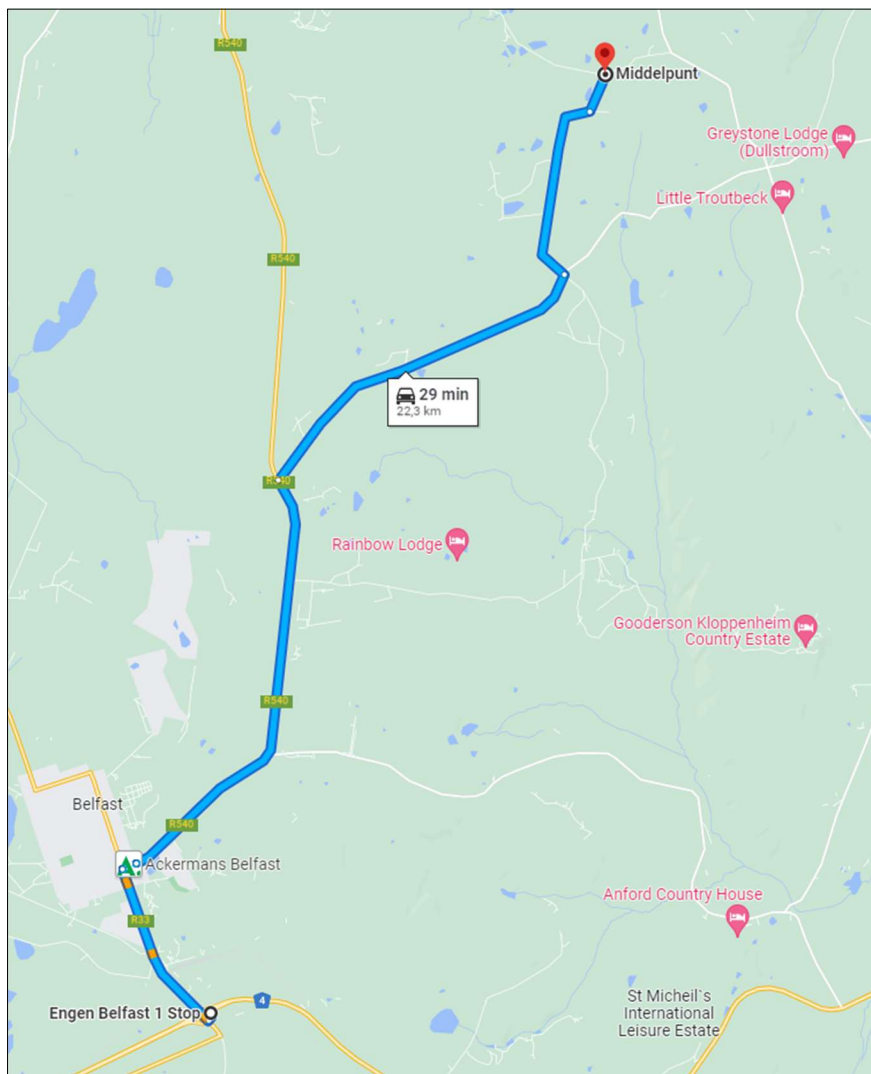 R540
Middelpunt
Greystone Lodge
(Dullstroom)
Little Troutbeck
R540
29 min
22,3 km
R540
Rainbow Lodge
Gooderson Kloppenheim
Country Estate
R540
Belfast
R540
Ackermans Belfast
Anford Country House
R33
Engen Belfast 1 Stop
4
St Micheil`s
International
Leisure Estate